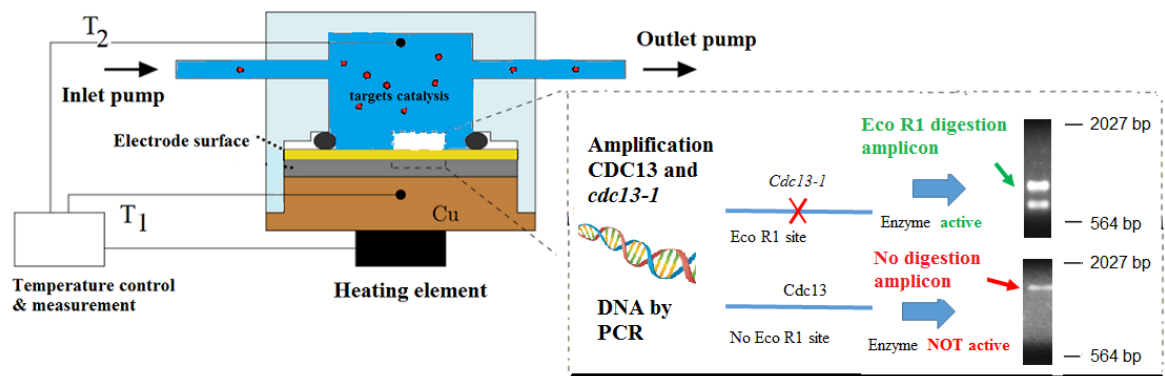 T2
Inlet pump
Outlet pump
targets catalysis
Electrode surface
T1
Cu
Temperature control
& measurement
Heating element
Amplification
CDC13 and
cdc13-1
DNA by
PCR
Cdc13-1
Eco R1 site
Eco R1 digestion
amplicon
Enzyme active
2027 bp
564 bp
Cdc13
No Eco R1 site
No digestion
amplicon
Enzyme NOT active
2027 bp
564 bp